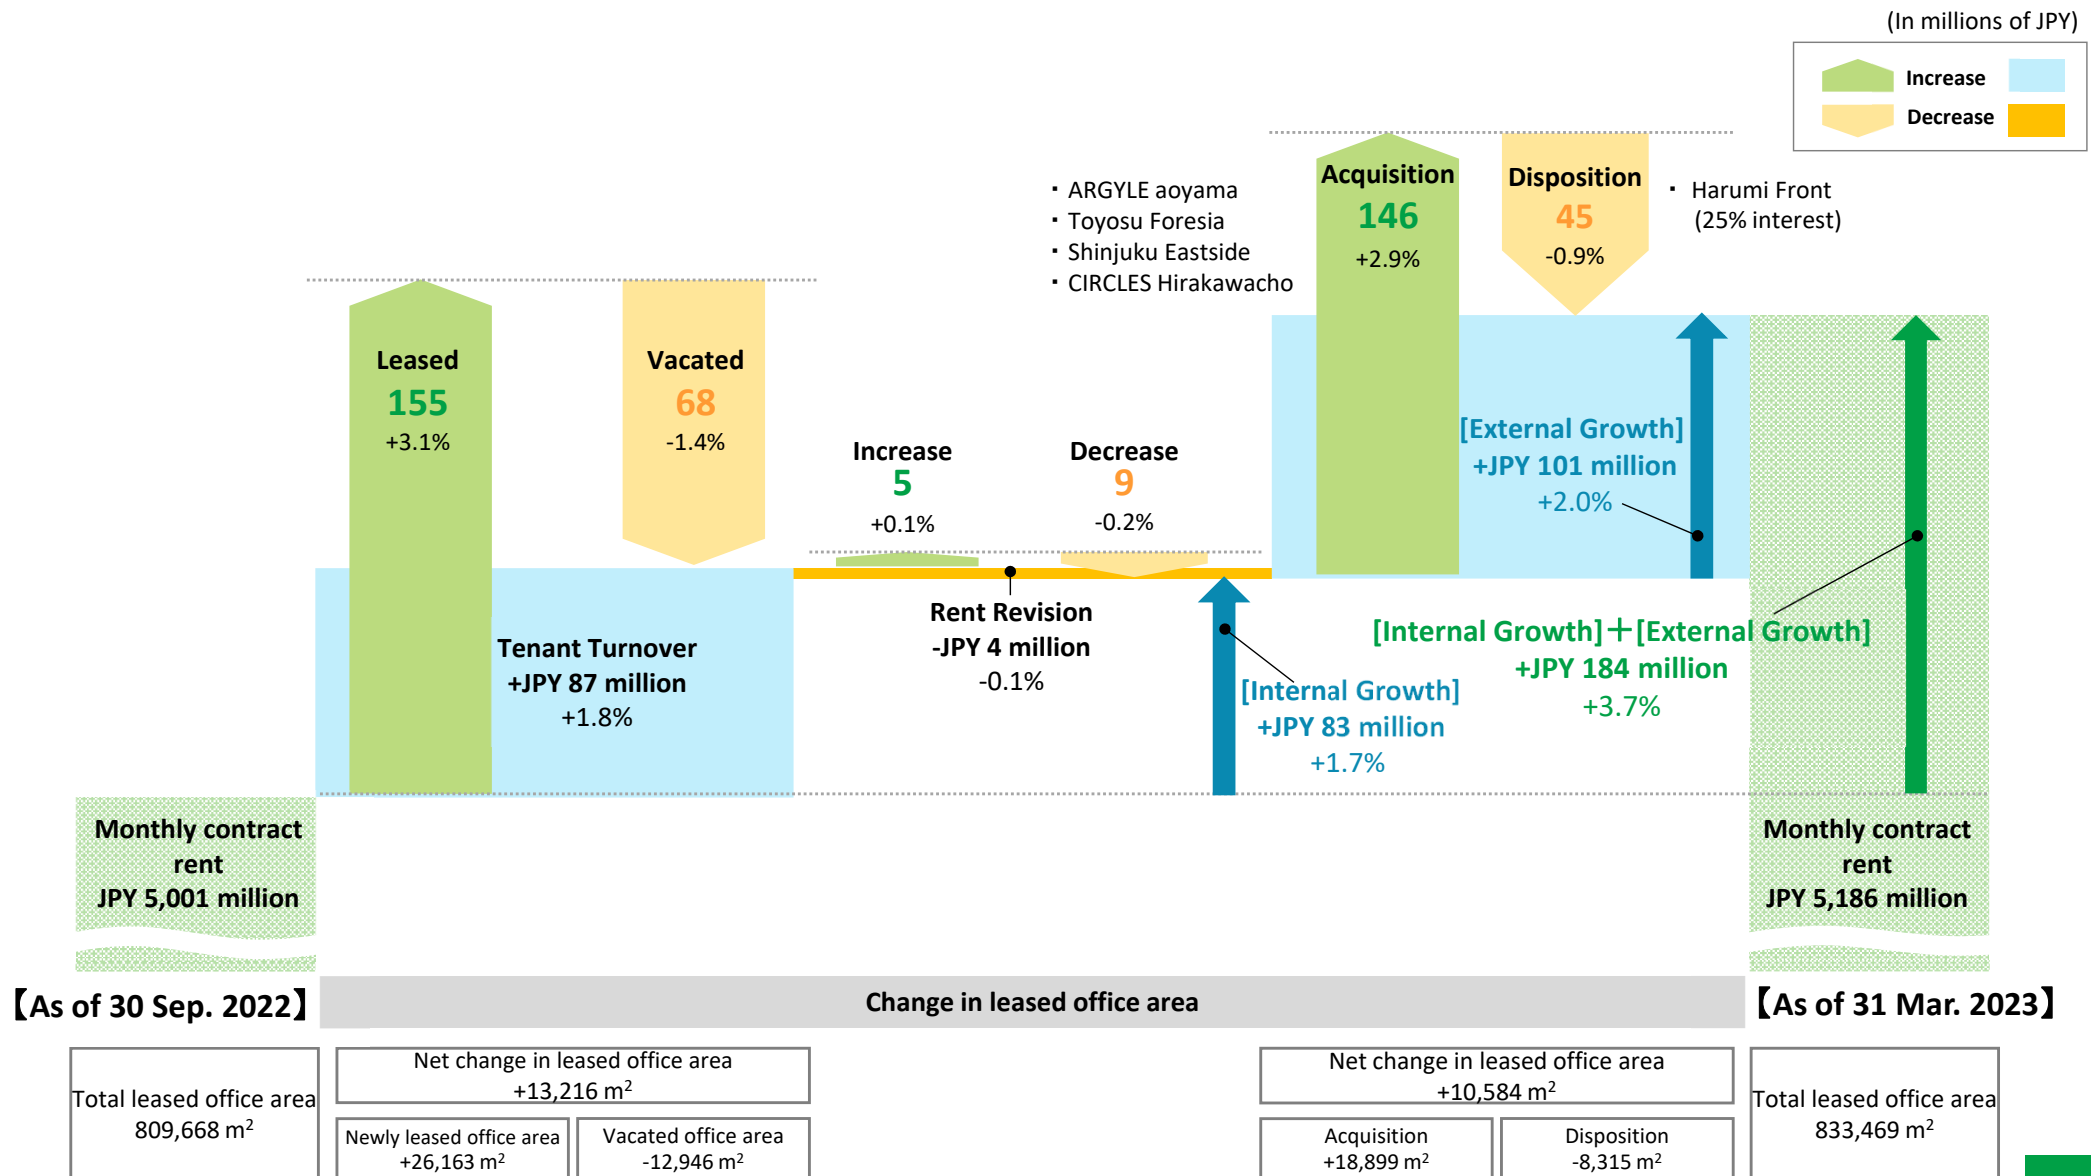 (In millions of JPY)
Increase
Decrease
・ ARGYLE aoyama
・ Toyosu Foresia
・ Shinjuku Eastside
・ CIRCLES Hirakawacho
Acquisition
146
+2.9%
Disposition
45
-0.9%
・ Harumi Front
(25% interest)
Leased
155
+3.1%
Vacated
68
-1.4%
Increase
5
+0.1%
Decrease
9
-0.2%
[External Growth]
+JPY 101 million
+2.0%
Tenant Turnover
+JPY 87 million
+1.8%
Rent Revision
-JPY 4 million
-0.1%
[Internal Growth]
+JPY 83 million
+1.7%
[Internal Growth]＋[External Growth]
+JPY 184 million
+3.7%
Monthly contract
rent
JPY 5,001 million
Monthly contract
rent
JPY 5,186 million
【As of 30 Sep. 2022】
Change in leased office area
【As of 31 Mar. 2023】
Total leased office area
809,668 m²
Net change in leased office area
+13,216 m²
Newly leased office area
+26,163 m²
Vacated office area
-12,946 m²
Net change in leased office area
+10,584 m²
Acquisition
+18,899 m²
Disposition
-8,315 m²
Total leased office area
833,469 m²